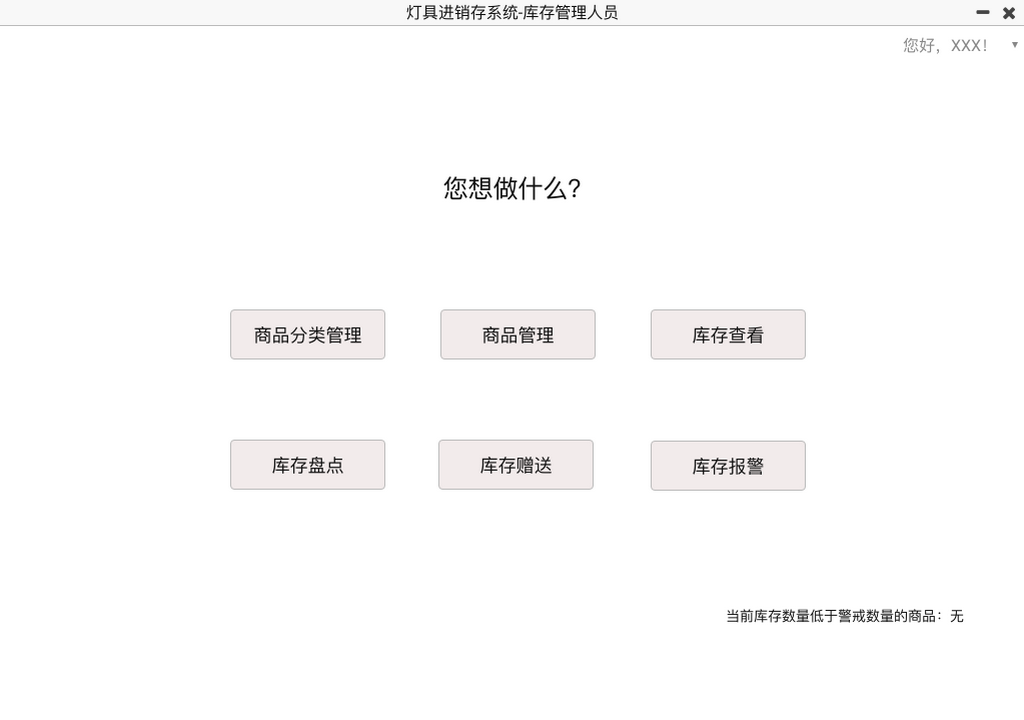 灯具进销存系统-库存管理人员
您好，XXX！
您想做什么?
商品分类管理
商品管理
库存查看
库存盘点
库存赠送
库存报警
当前库存数量低于警戒数量的商品：无